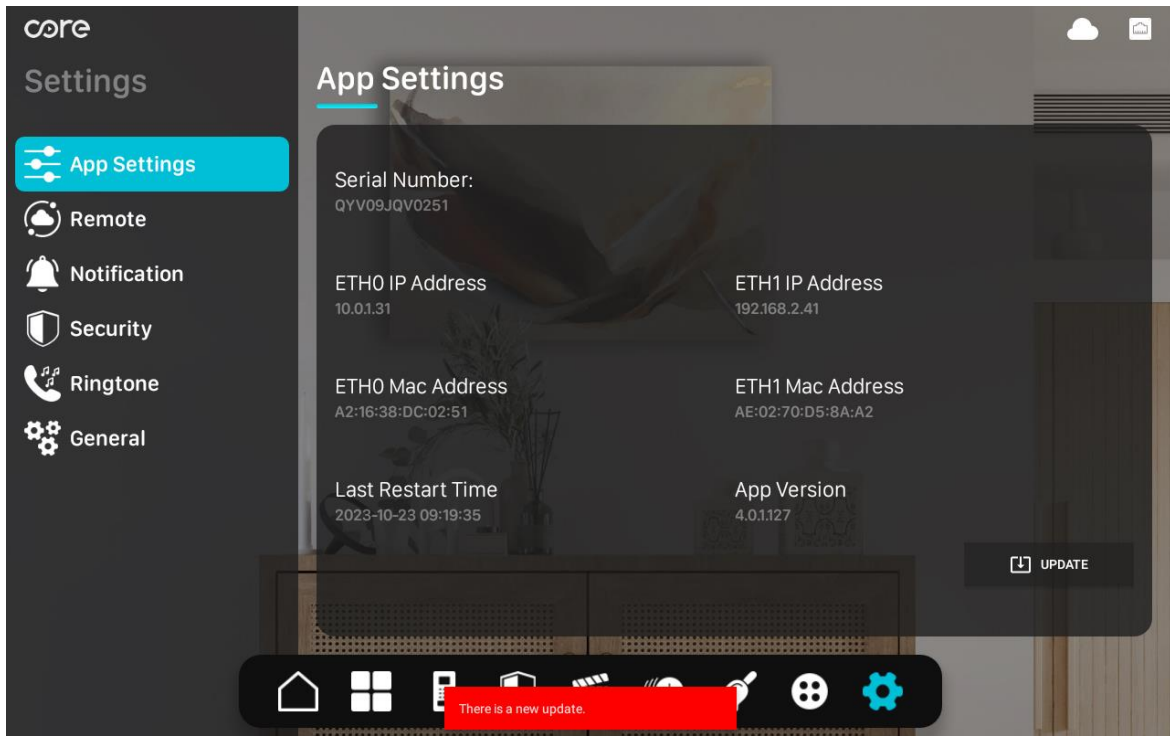 core
Settings
App Settings
Remote
Notification
Security
Ringtone
General
App Settings
Serial Number:
QYV09JQV0251
ETH0 IP Address
10.0.1.31
ETH1 IP Address
192.168.2.41
ETH0 Mac Address
A2:16:38:DC:02:51
ETH1 Mac Address
AE:02:70:D5:8A:A2
Last Restart Time
2023-10-23 09:19:35
App Version
4.0.1.127
UPDATE
There is a new update.